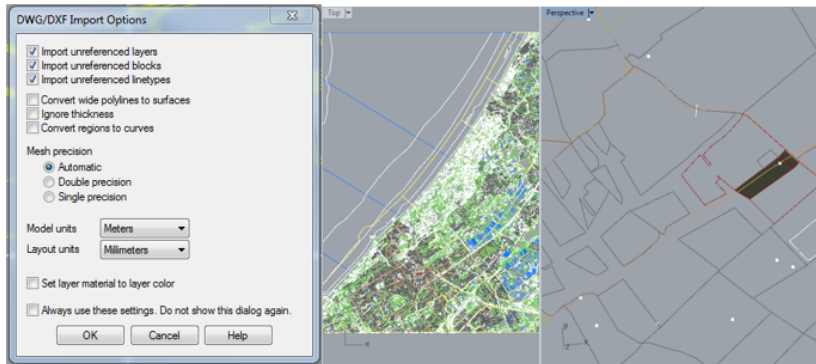 DWG/DXF Import Options
Import unreferenced layers
Import unreferenced blocks
Import unreferenced linetypes
Convert wide polylines to surfaces
Ignore thickness
Convert regions to curves
Mesh precision
Automatic
Double precision
Single precision
Model units Meters
Layout units Millimeters
Set layer material to layer color
Always use these settings. Do not show this dialog again.
OK Cancel Help
Top
x
Perspective
y
z x